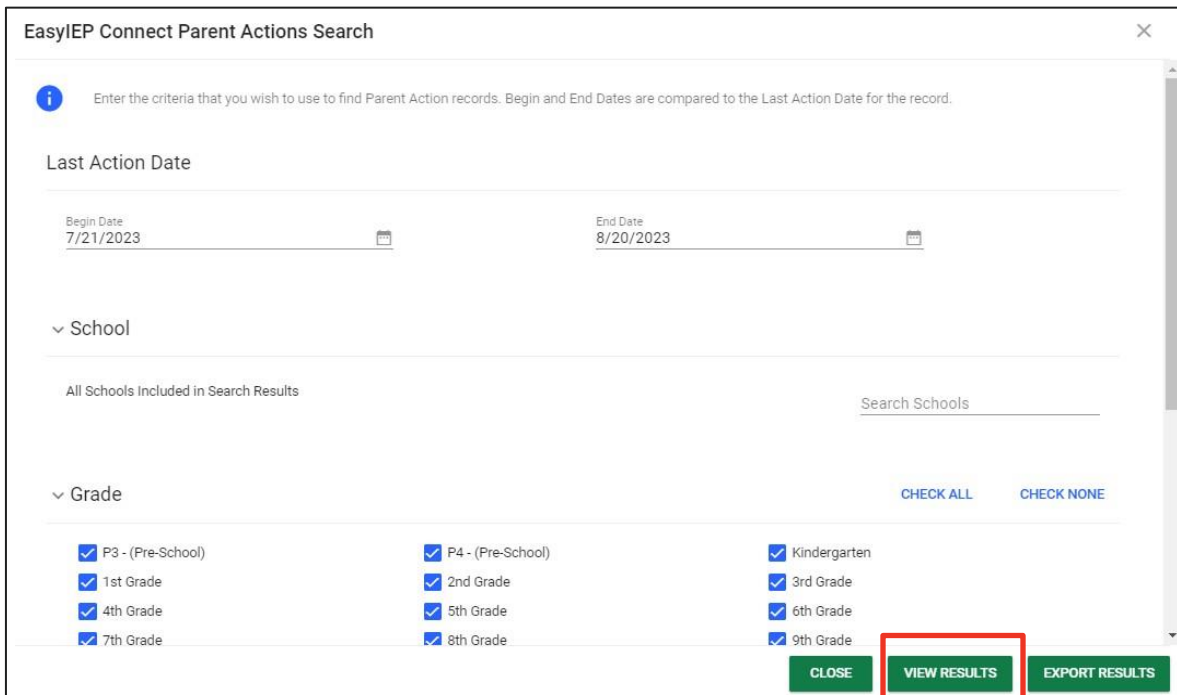 EasyIEP Connect Parent Actions Search
Enter the criteria that you wish to use to find Parent Action records. Begin and End Dates are compared to the Last Action Date for the record.
Last Action Date
Begin Date
7/21/2023
End Date
8/20/2023
School
All Schools Included in Search Results
Search Schools
Grade
CHECK ALL
CHECK NONE
P3 - (Pre-School)
P4 - (Pre-School)
Kindergarten
1st Grade
2nd Grade
3rd Grade
4th Grade
5th Grade
6th Grade
7th Grade
8th Grade
9th Grade
CLOSE
VIEW RESULTS
EXPORT RESULTS